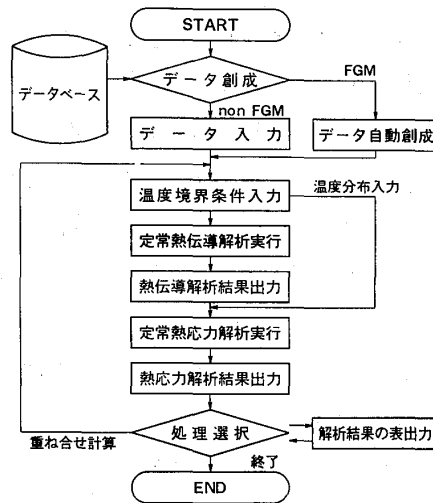 START
データベース
データ創成
FGM
non FGM
データ入力
データ自動創成
温度境界条件入力
温度分布入力
定常熱伝導解析実行
熱伝導解析結果出力
定常熱応力解析実行
熱応力解析結果出力
処理選択
解析結果の表出力
重ね合せ計算
終了
END